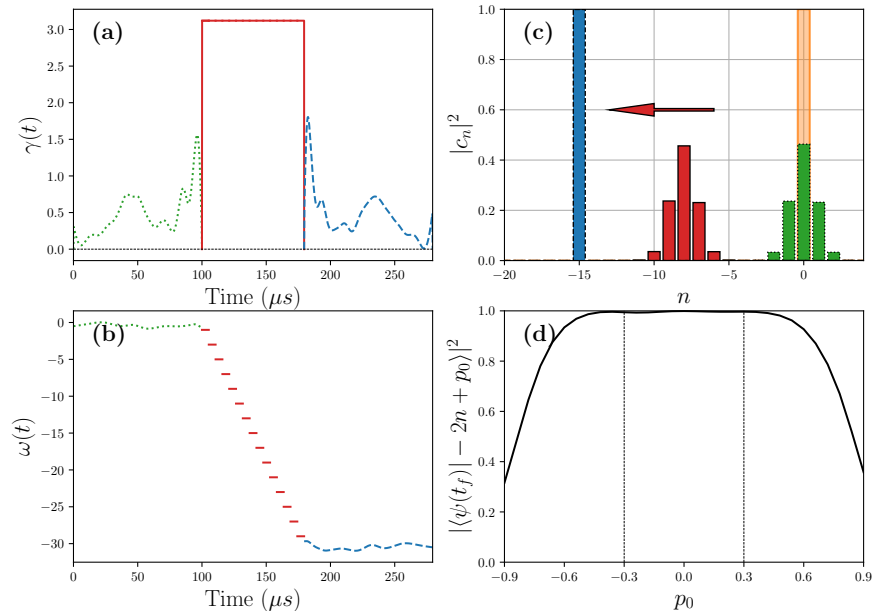 (a)
γ(t)
3.0
2.5
2.0
1.5
1.0
0.5
0.0
0 50 100 150 200 250
Time (μs)
(b)
ω(t)
0
−5
−10
−15
−20
−25
−30
0 50 100 150 200 250
Time (μs)
(c)
|c_n|^2
1.0
0.8
0.6
0.4
0.2
0.0
−20 −15 −10 −5 0
n
(d)
|⟨ψ(t_f)| − 2n + p_0⟩|^2
1.0
0.8
0.6
0.4
0.2
0.0
−0.9 −0.6 −0.3 0.0 0.3 0.6 0.9
p_0